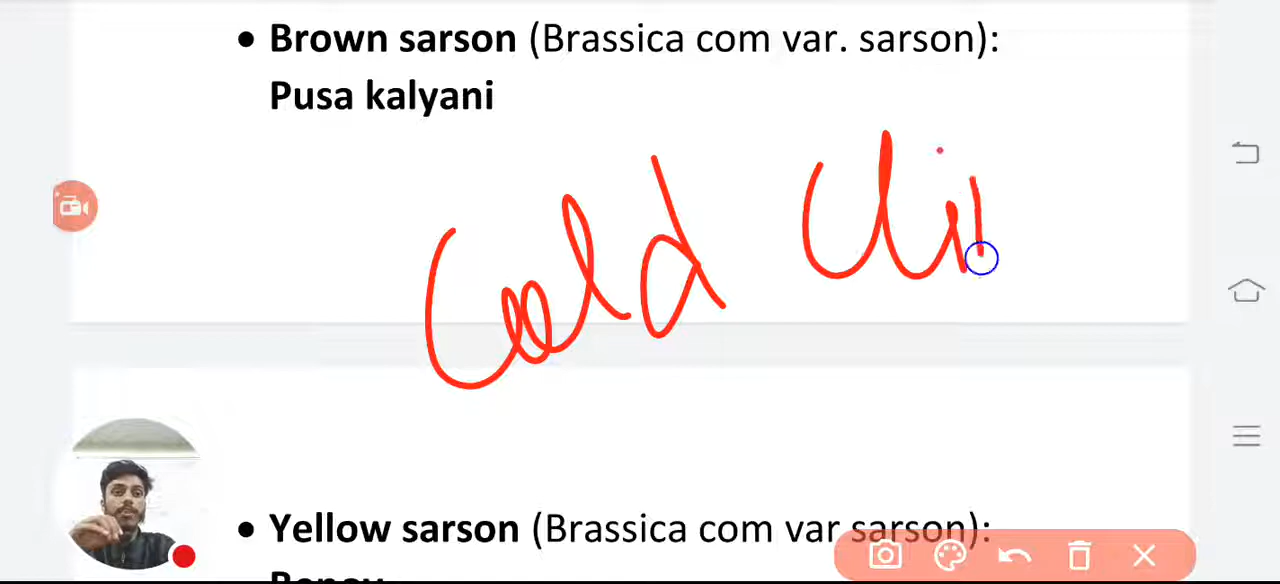 • Brown sarson (Brassica com var. sarson):
Pusa kalyani
Cold Cli
• Yellow sarson (Brassica com var sarson):